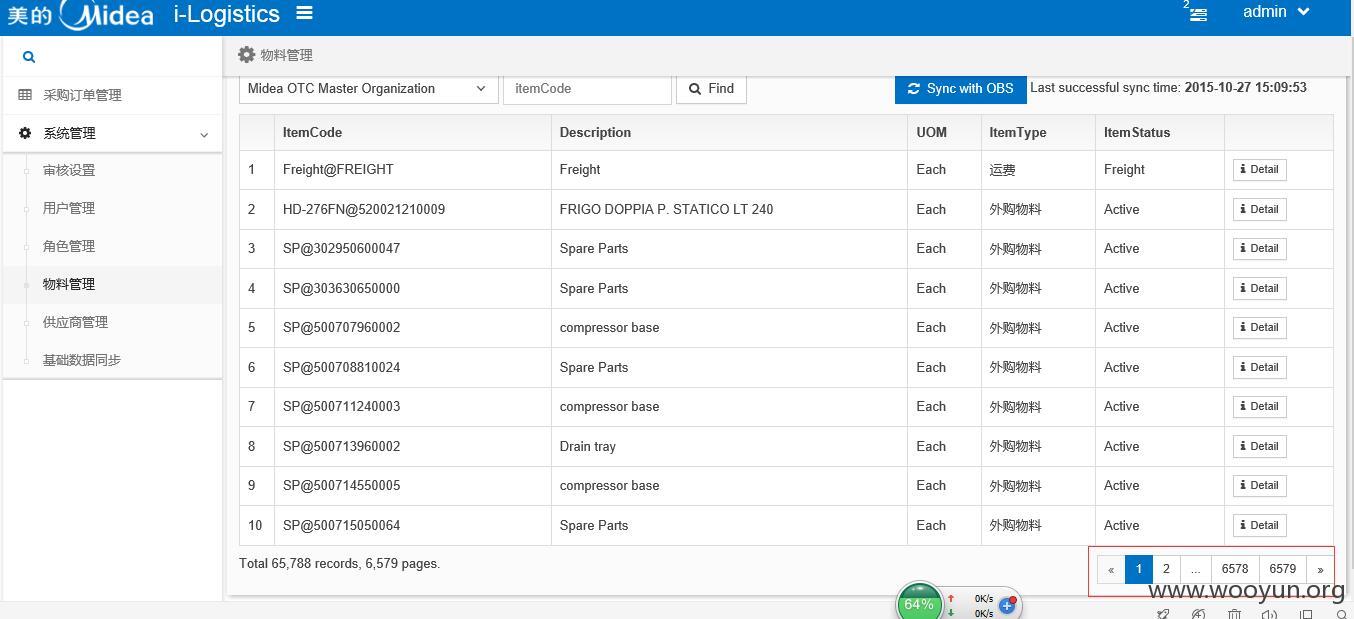 美的 Midea i-Logistics 2 admin
物料管理
采购订单管理
系统管理
审核设置
用户管理
角色管理
物料管理
供应商管理
基础数据同步
Midea OTC Master Organization itemCode Find Sync with OBS Last successful sync time: 2015-10-27 15:09:53
ItemCode Description UOM ItemType ItemStatus
1 Freight@FREIGHT Freight Each 运费 Freight Detail
2 HD-276FN@520021210009 FRIGO DOPPIA P. STATICO LT 240 Each 外购物料 Active Detail
3 SP@302950600047 Spare Parts Each 外购物料 Active Detail
4 SP@303630650000 Spare Parts Each 外购物料 Active Detail
5 SP@500707960002 compressor base Each 外购物料 Active Detail
6 SP@500708810024 Spare Parts Each 外购物料 Active Detail
7 SP@500711240003 compressor base Each 外购物料 Active Detail
8 SP@500713960002 Drain tray Each 外购物料 Active Detail
9 SP@500714550005 compressor base Each 外购物料 Active Detail
10 SP@500715050064 Spare Parts Each 外购物料 Active Detail
Total 65,788 records, 6,579 pages.
« 1 2 ... 6578 6579 »
www.wooyun.org
64% 0K/s
0K/s